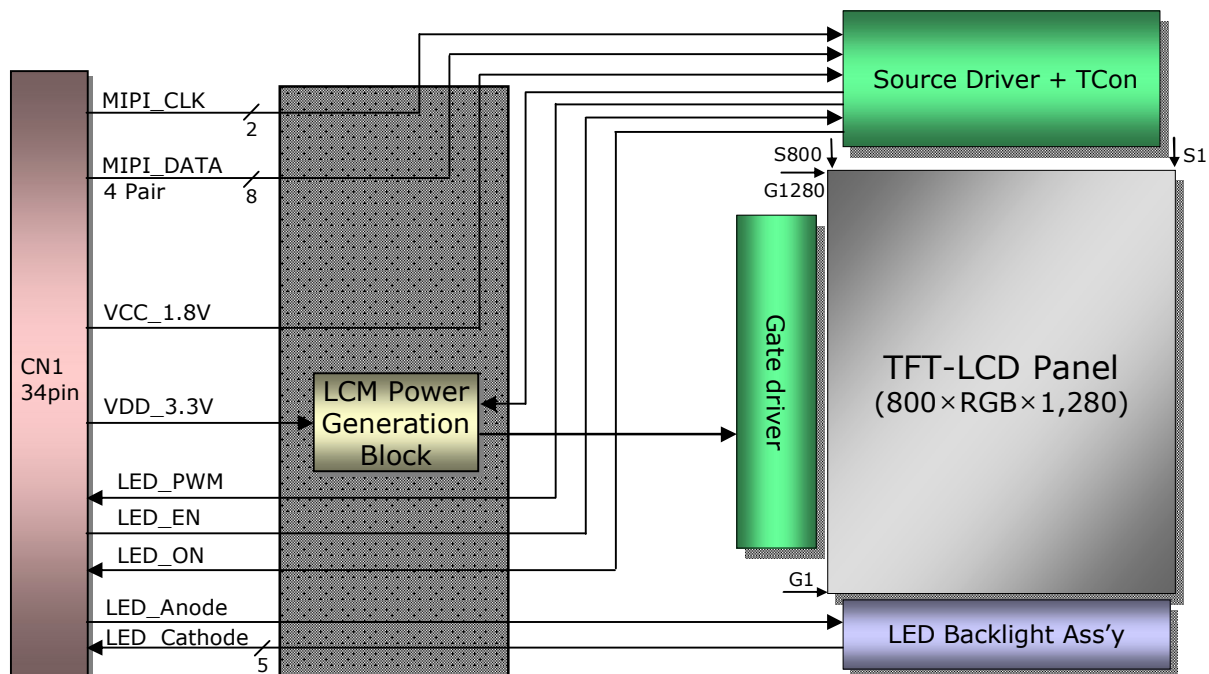 Source Driver + TCon
MIPI_CLK
2
MIPI_DATA
4 Pair
8
S800
S1
G1280
VCC_1.8V
CN1
34pin
VDD_3.3V
LCM Power
Generation
Block
Gate driver
TFT-LCD Panel
(800×RGB×1,280)
LED_PWM
LED_EN
LED_ON
G1
LED_Anode
LED_Cathode
5
LED Backlight Ass’y